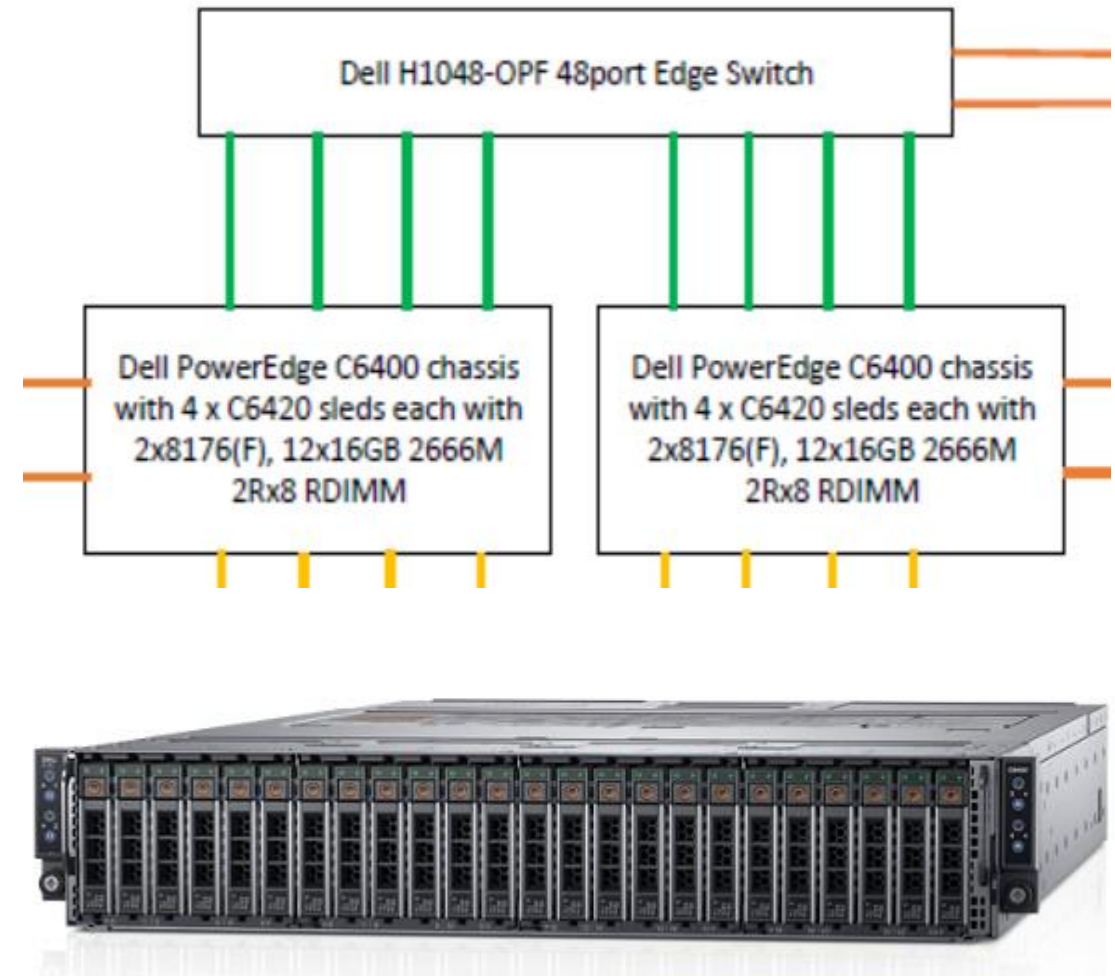 Dell H1048-OPF 48port Edge Switch
Dell PowerEdge C6400 chassis
with 4 x C6420 sleds each with
2x8176(F), 12x16GB 2666M
2Rx8 RDIMM
Dell PowerEdge C6400 chassis
with 4 x C6420 sleds each with
2x8176(F), 12x16GB 2666M
2Rx8 RDIMM